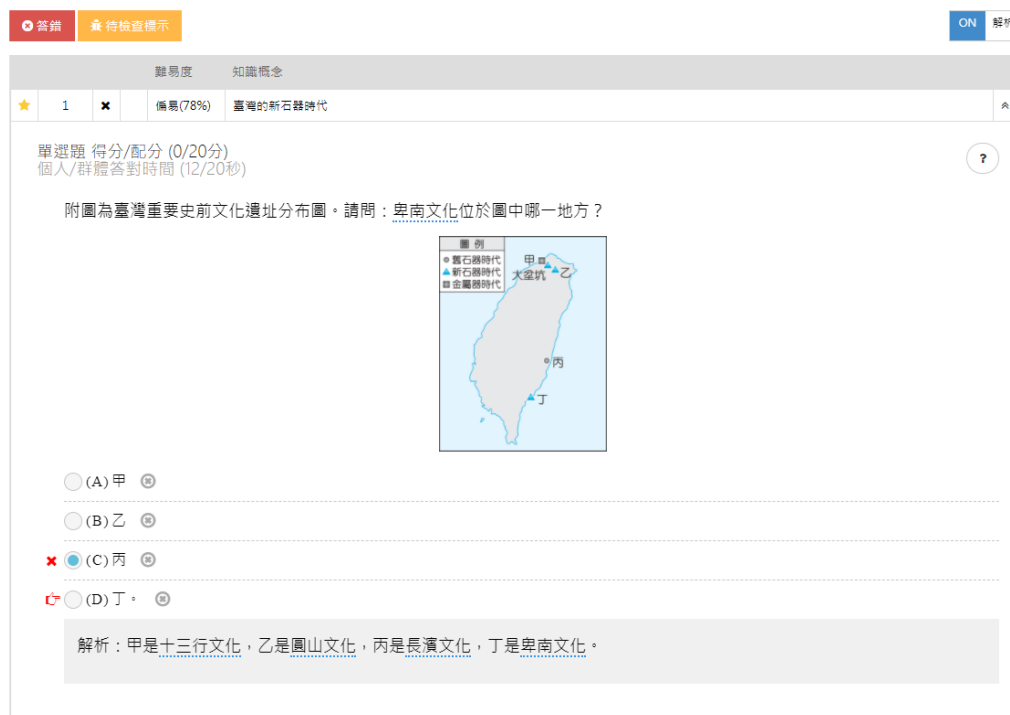 答錯 待檢查標示 ON 解析
難易度 知識概念
1 偏易(78%) 臺灣的新石器時代
單選題 得分/配分 (0/20分)
個人/群體答對時間 (12/20秒)
?
附圖為臺灣重要史前文化遺址分布圖。請問：卑南文化位於圖中哪一地方？
圖 例
舊石器時代
新石器時代
金屬器時代
甲
大坌坑 乙
丙
丁
(A) 甲
(B) 乙
(C) 丙
(D) 丁。
解析：甲是十三行文化，乙是圓山文化，丙是長濱文化，丁是卑南文化。